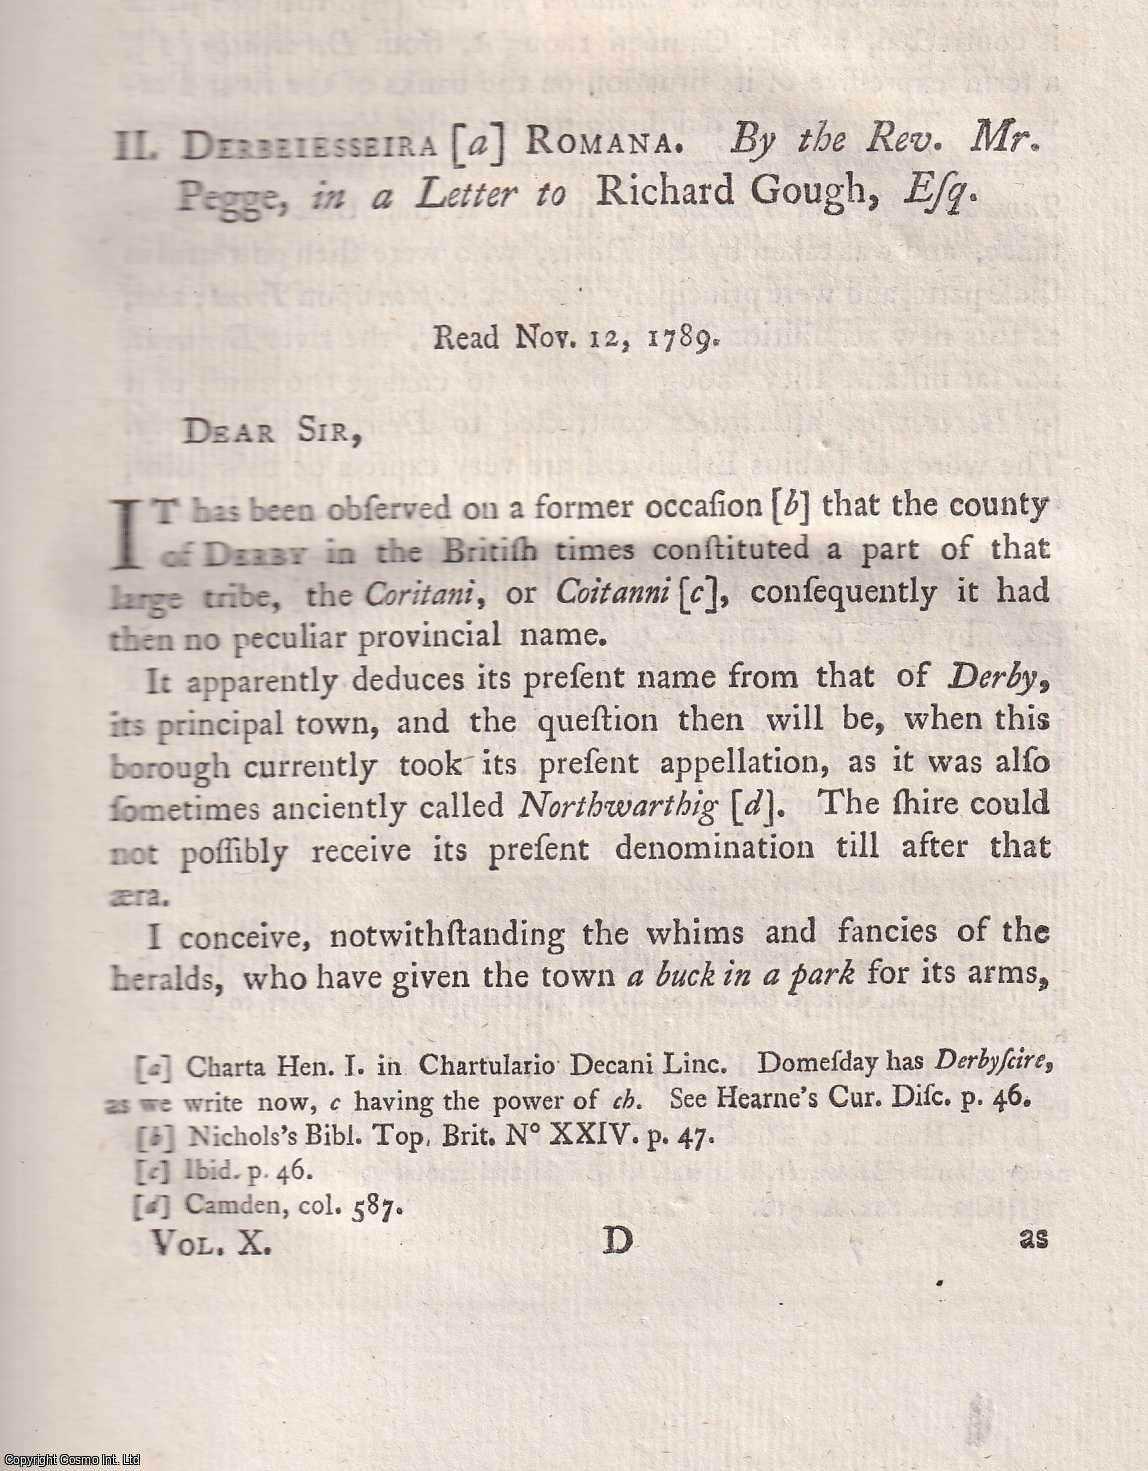 II. DERBEIESSEIRA [a] ROMANA. By the Rev. Mr.
Pegge, in a Letter to Richard Gough, Eſq.
Read Nov. 12, 1789.
DEAR SIR,
IT has been obſerved on a former occaſion [b] that the county
of DERBY in the Britiſh times conſtituted a part of that
large tribe, the Coritani, or Coitanni [c], conſequently it had
then no peculiar provincial name.
It apparently deduces its preſent name from that of Derby,
its principal town, and the queſtion then will be, when this
borough currently took its preſent appellation, as it was alſo
ſometimes anciently called Northwarthig [d]. The ſhire could
not poſſibly receive its preſent denomination till after that
æra.
I conceive, notwithſtanding the whims and fancies of the
heralds, who have given the town a buck in a park for its arms,
[a] Charta Hen. I. in Chartulario Decani Linc. Domeſday has Derbyſcire,
as we write now, c having the power of ch. See Hearne's Cur. Diſc. p. 46.
[b] Nichols's Bibl. Top. Brit. N° XXIV. p. 47.
[c] Ibid. p. 46.
[d] Camden, col. 587.
VOL. X. D as
Copyright Cosmo Int. Ltd